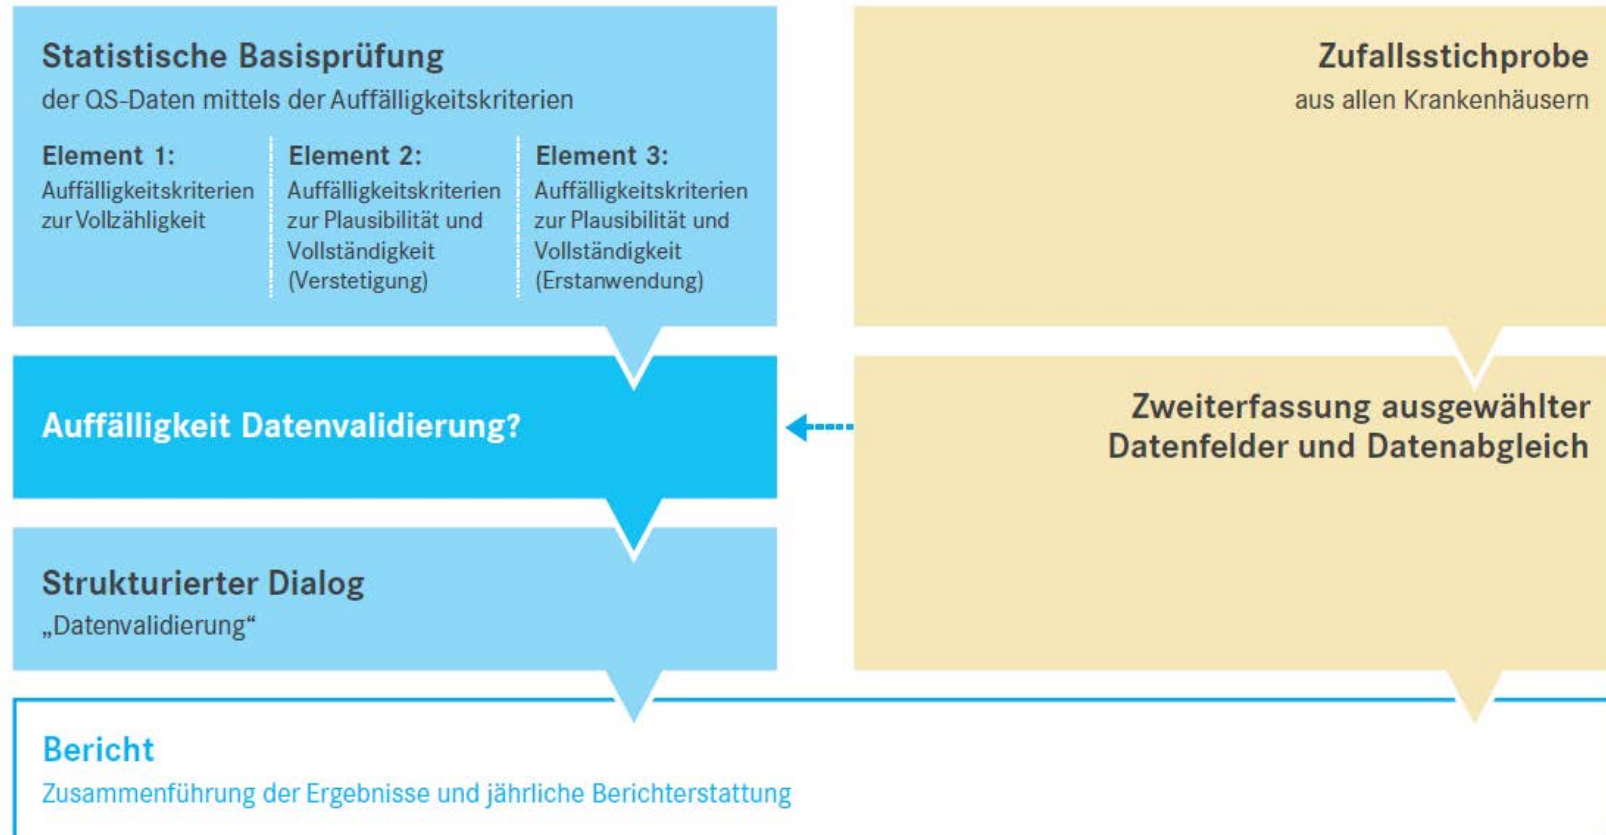 Statistische Basisprüfung
der QS-Daten mittels der Auffälligkeitskriterien
Element 1:
Auffälligkeitskriterien
zur Vollzähligkeit
Element 2:
Auffälligkeitskriterien
zur Plausibilität und
Vollständigkeit
(Verstetigung)
Element 3:
Auffälligkeitskriterien
zur Plausibilität und
Vollständigkeit
(Erstanwendung)
Zufallsstichprobe
aus allen Krankenhäusern
Auffälligkeit Datenvalidierung?
Zweiterfassung ausgewählter
Datenfelder und Datenabgleich
Strukturierter Dialog
„Datenvalidierung“
Bericht
Zusammenführung der Ergebnisse und jährliche Berichterstattung